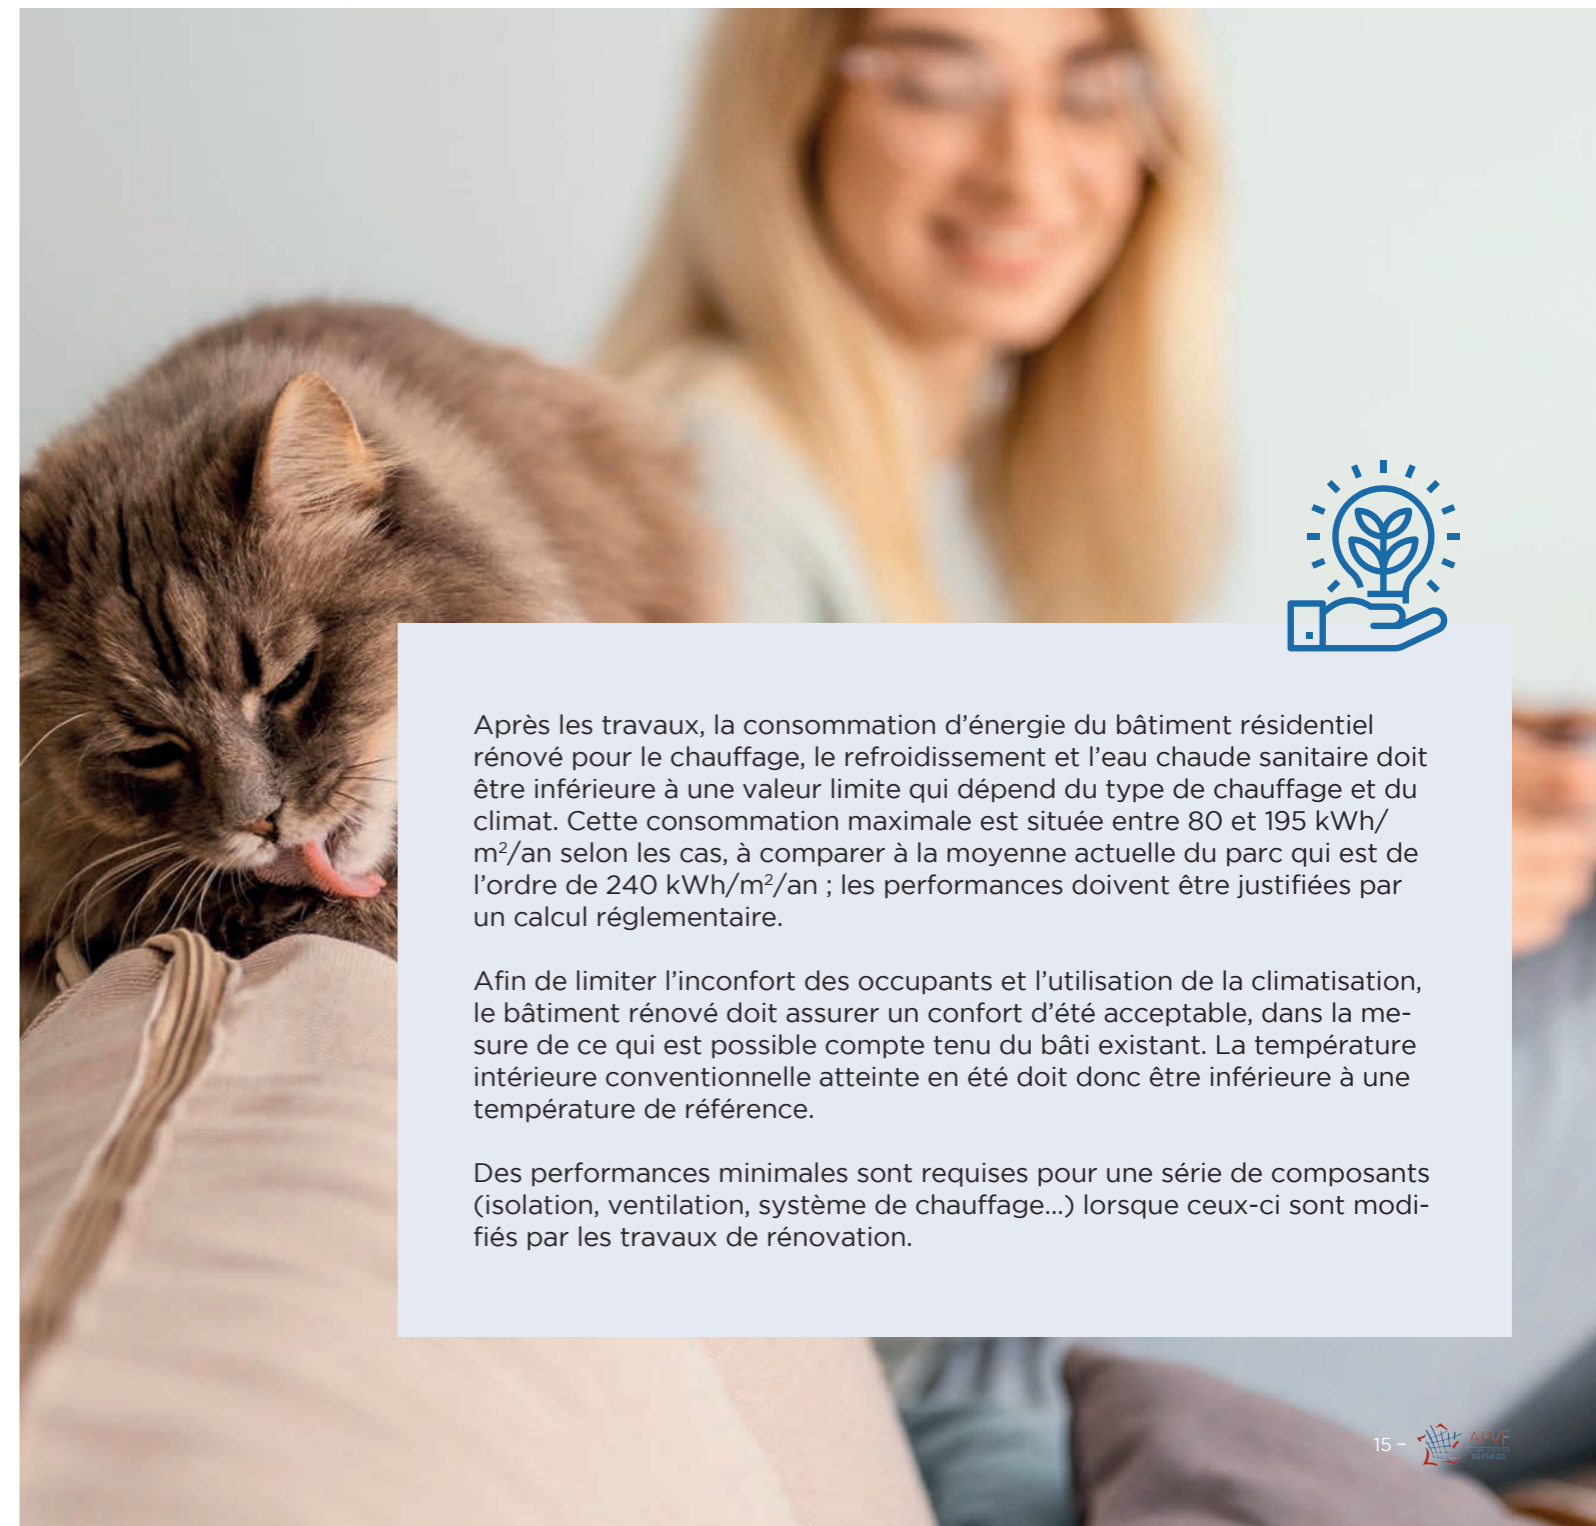 Après les travaux, la consommation d’énergie du bâtiment résidentiel
rénové pour le chauffage, le refroidissement et l’eau chaude sanitaire doit
être inférieure à une valeur limite qui dépend du type de chauffage et du
climat. Cette consommation maximale est située entre 80 et 195 kWh/
m²/an selon les cas, à comparer à la moyenne actuelle du parc qui est de
l’ordre de 240 kWh/m²/an ; les performances doivent être justifiées par
un calcul réglementaire.
Afin de limiter l’inconfort des occupants et l’utilisation de la climatisation,
le bâtiment rénové doit assurer un confort d’été acceptable, dans la me-
sure de ce qui est possible compte tenu du bâti existant. La température
intérieure conventionnelle atteinte en été doit donc être inférieure à une
température de référence.
Des performances minimales sont requises pour une série de composants
(isolation, ventilation, système de chauffage...) lorsque ceux-ci sont modi-
fiés par les travaux de rénovation.
15 –
APVF